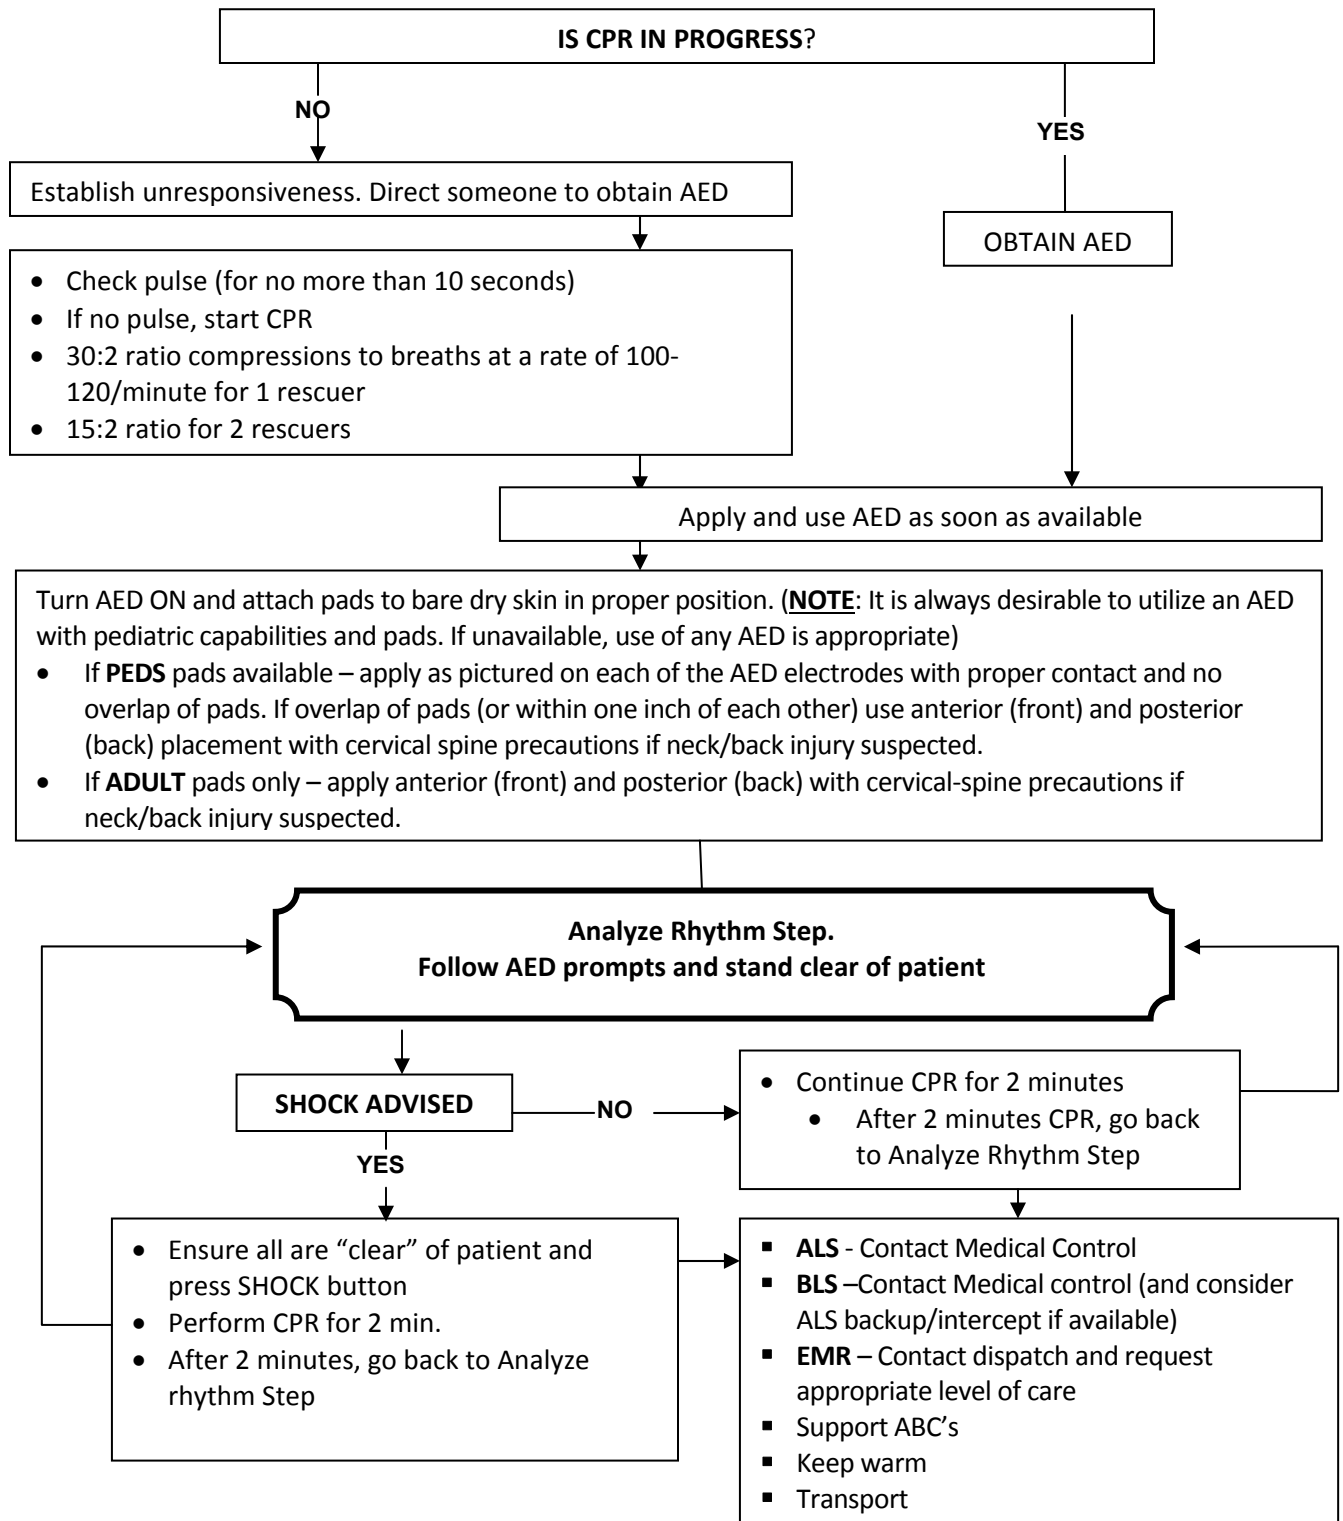 IS CPR IN PROGRESS?
NO
YES
Establish unresponsiveness. Direct someone to obtain AED
OBTAIN AED
• Check pulse (for no more than 10 seconds)
• If no pulse, start CPR
• 30:2 ratio compressions to breaths at a rate of 100-
120/minute for 1 rescuer
• 15:2 ratio for 2 rescuers
Apply and use AED as soon as available
Turn AED ON and attach pads to bare dry skin in proper position. (NOTE: It is always desirable to utilize an AED
with pediatric capabilities and pads. If unavailable, use of any AED is appropriate)
• If PEDS pads available – apply as pictured on each of the AED electrodes with proper contact and no
overlap of pads. If overlap of pads (or within one inch of each other) use anterior (front) and posterior
(back) placement with cervical spine precautions if neck/back injury suspected.
• If ADULT pads only – apply anterior (front) and posterior (back) with cervical-spine precautions if
neck/back injury suspected.
Analyze Rhythm Step.
Follow AED prompts and stand clear of patient
SHOCK ADVISED
NO
• Continue CPR for 2 minutes
• After 2 minutes CPR, go back
to Analyze Rhythm Step
YES
• Ensure all are “clear” of patient and
press SHOCK button
• Perform CPR for 2 min.
• After 2 minutes, go back to Analyze
rhythm Step
▪ ALS - Contact Medical Control
▪ BLS –Contact Medical control (and consider
ALS backup/intercept if available)
▪ EMR – Contact dispatch and request
appropriate level of care
▪ Support ABC’s
▪ Keep warm
▪ Transport